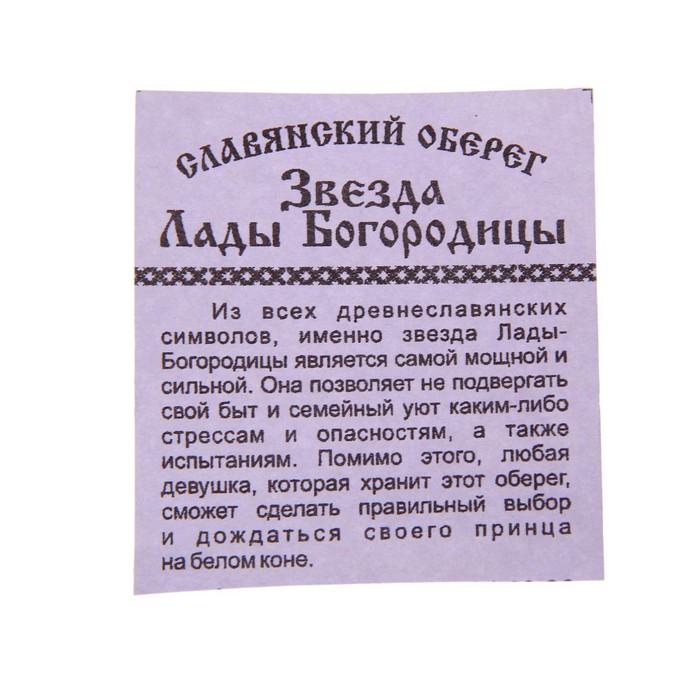 СЛАВЯНСКИЙ ОБЕРЕГ
ЗВЕЗДА
ЛАДЫ БОГОРОДИЦЫ
Из всех древнеславянских
символов, именно звезда Лады-
Богородицы является самой мощной и
сильной. Она позволяет не подвергать
свой быт и семейный уют каким-либо
стрессам и опасностям, а также
испытаниям. Помимо этого, любая
девушка, которая хранит этот оберег,
сможет сделать правильный выбор
и дождаться своего принца
на белом коне.